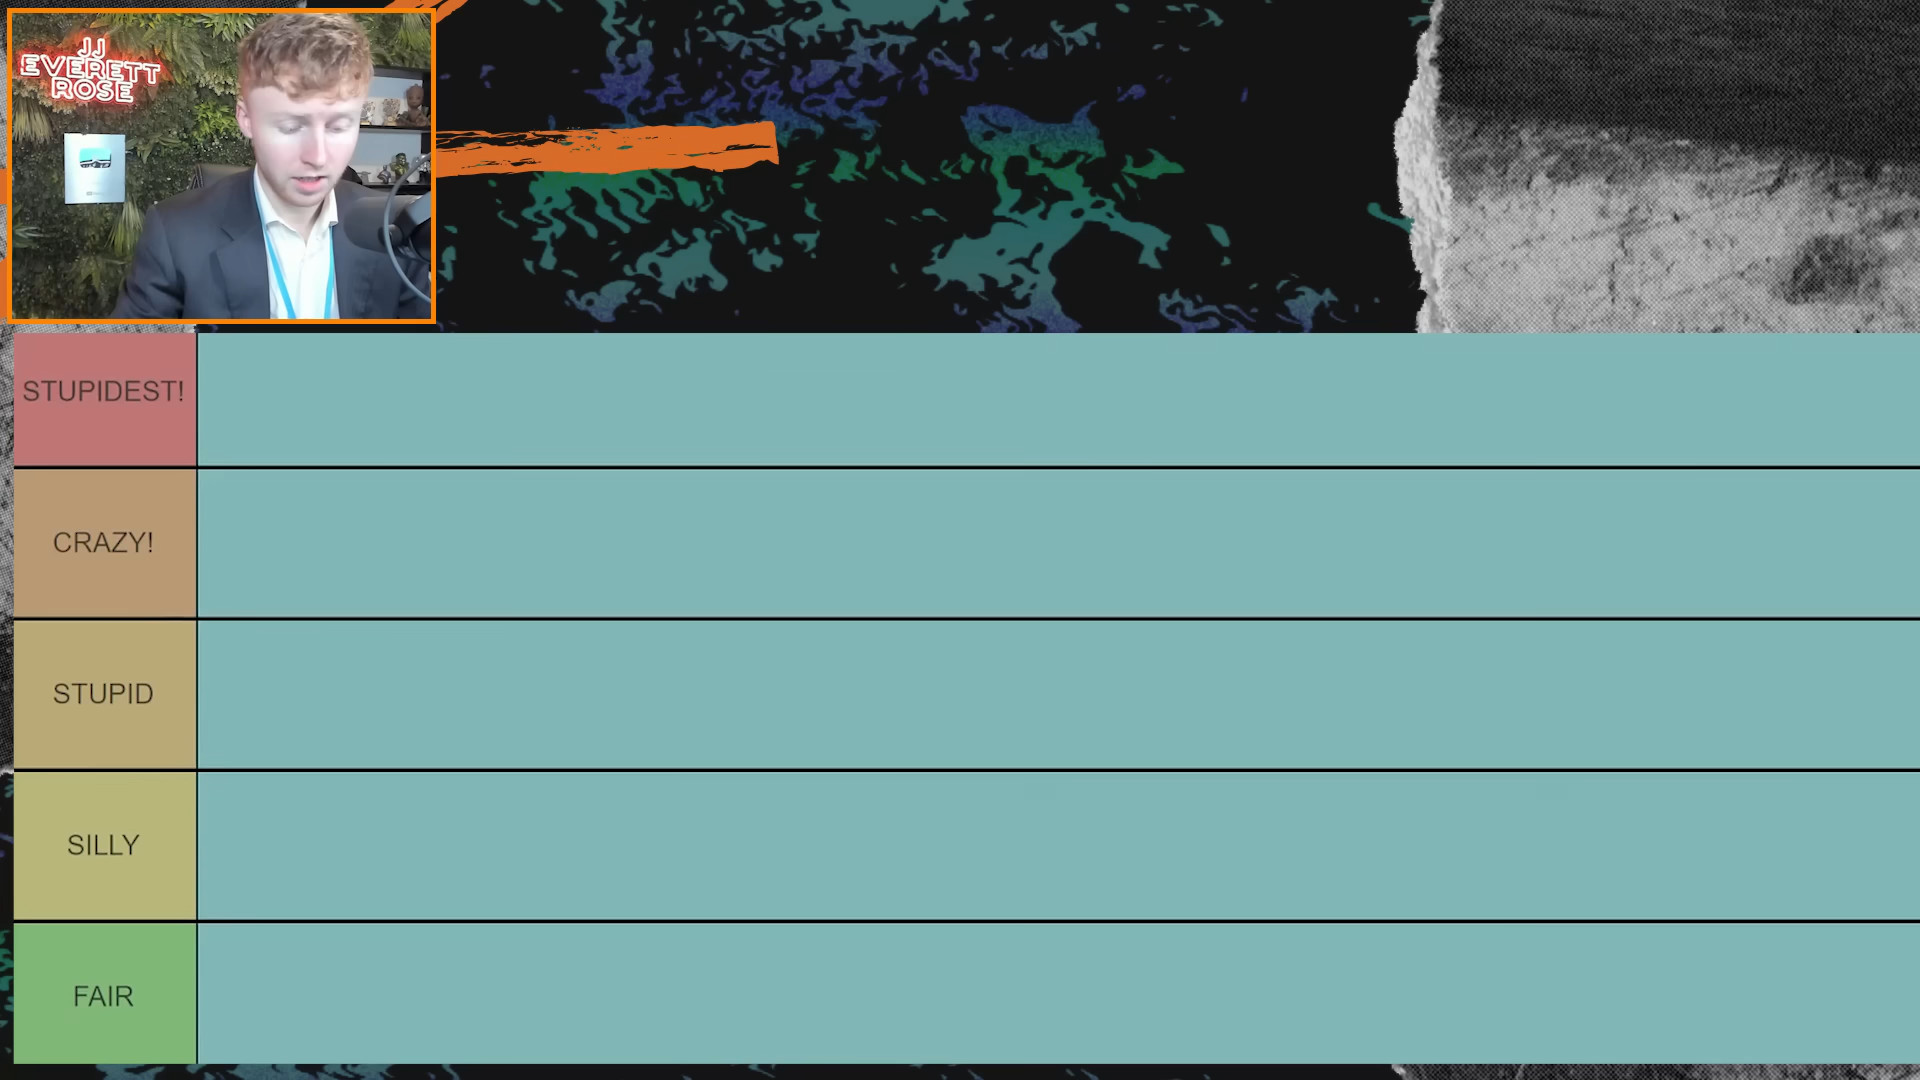 JJ
EVERETT
ROSE
STUPIDEST!
CRAZY!
STUPID
SILLY
FAIR